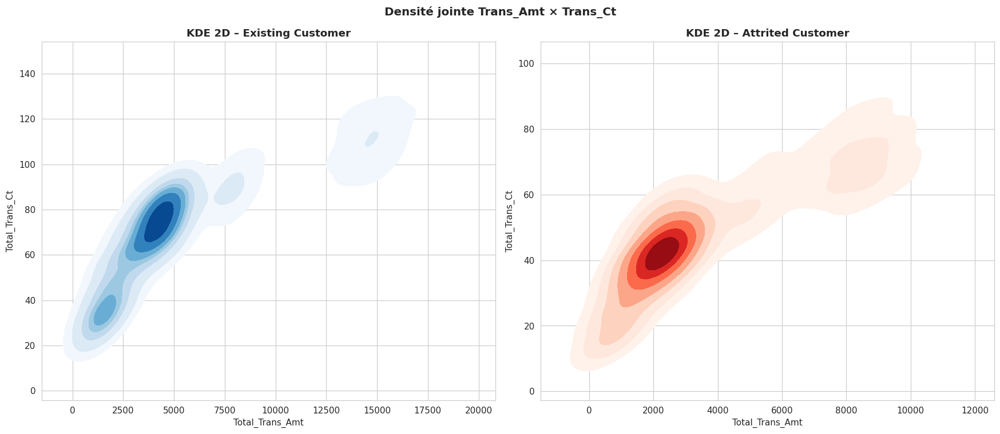 Densité jointe Trans_Amt × Trans_Ct
KDE 2D – Existing Customer
Total_Trans_Ct
140
120
100
80
60
40
20
0
0 2500 5000 7500 10000 12500 15000 17500 20000
Total_Trans_Amt
KDE 2D – Attrited Customer
Total_Trans_Ct
100
80
60
40
20
0
0 2000 4000 6000 8000 10000 12000
Total_Trans_Amt